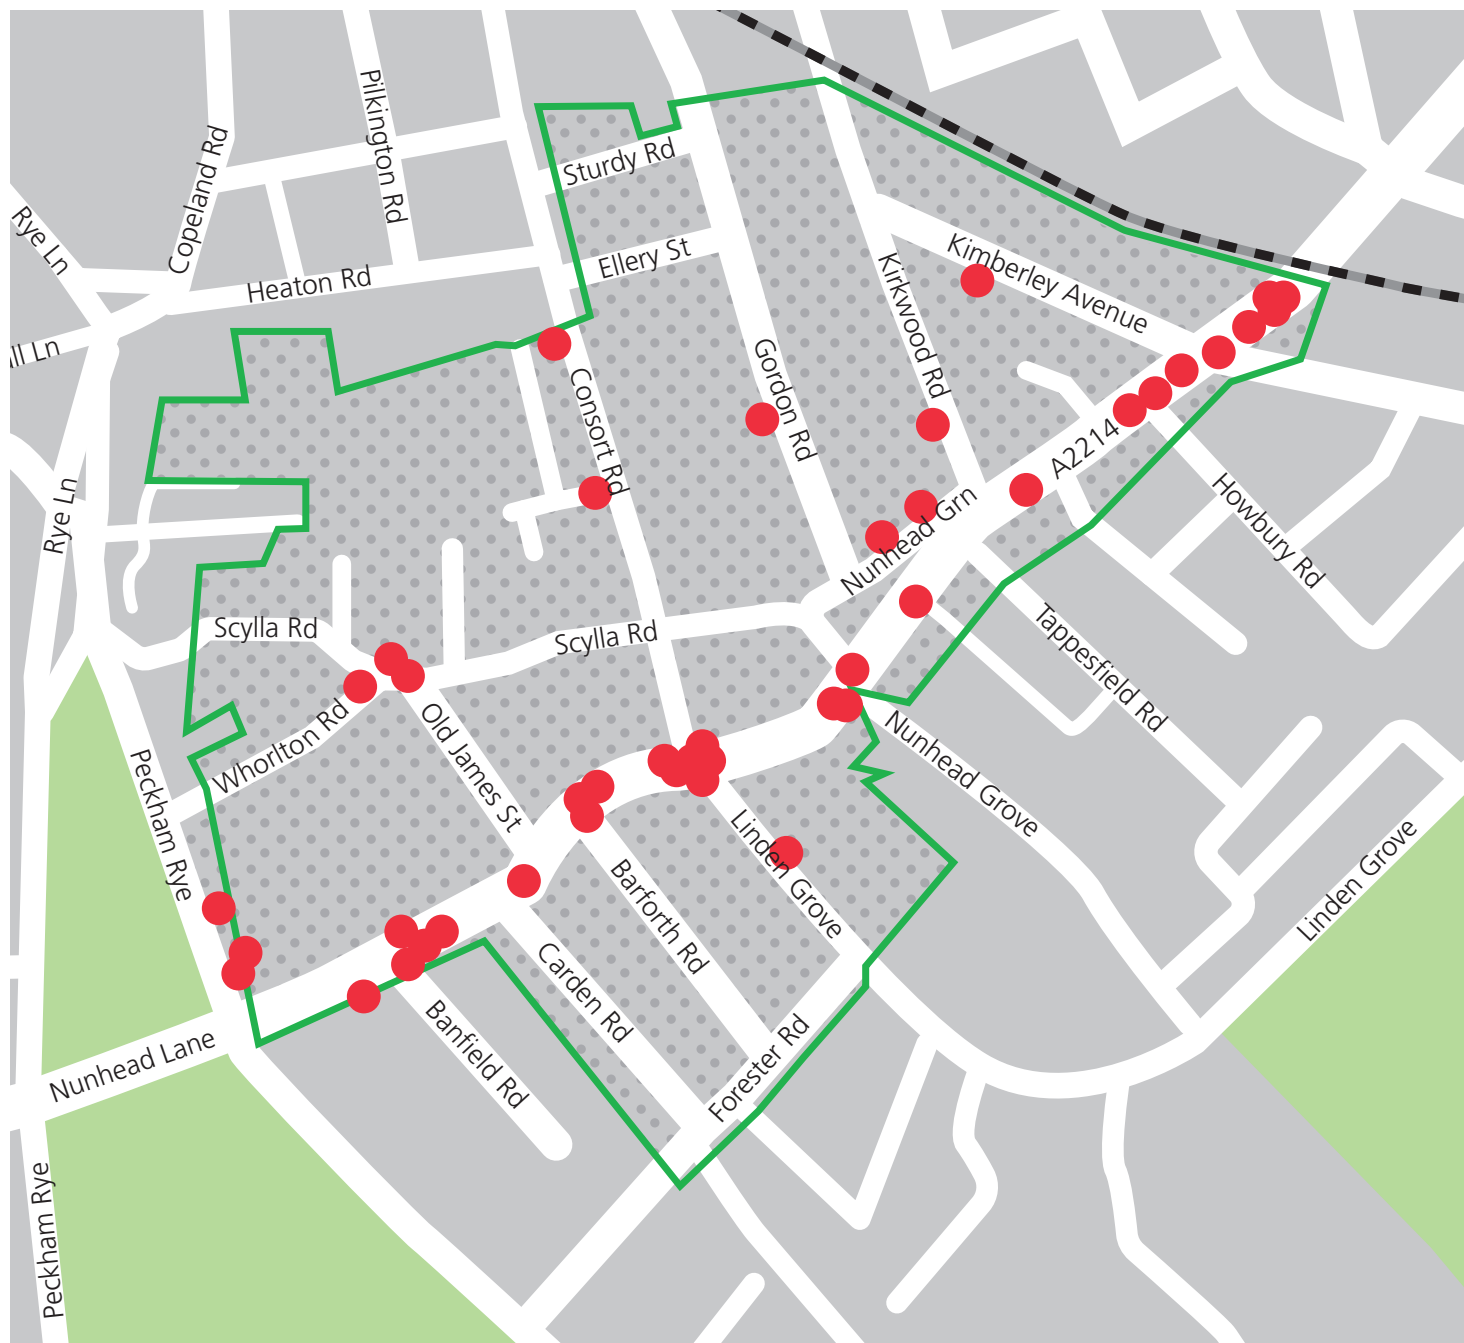 Pilkington Rd
Copeland Rd
Sturdy Rd
Rye Ln
Ellery St
Kimberley Avenue
Heaton Rd
Kirkwood Rd
ll Ln
Gordon Rd
Consort Rd
A2214
Rye Ln
Howbury Rd
Nunhead Grn
Scylla Rd
Scylla Rd
Tappesfield Rd
Whorlton Rd
Old James St
Nunhead Grove
Peckham Rye
Linden Grove
Linden Grove
Barforth Rd
Carden Rd
Banfield Rd
Forester Rd
Nunhead Lane
Peckham Rye